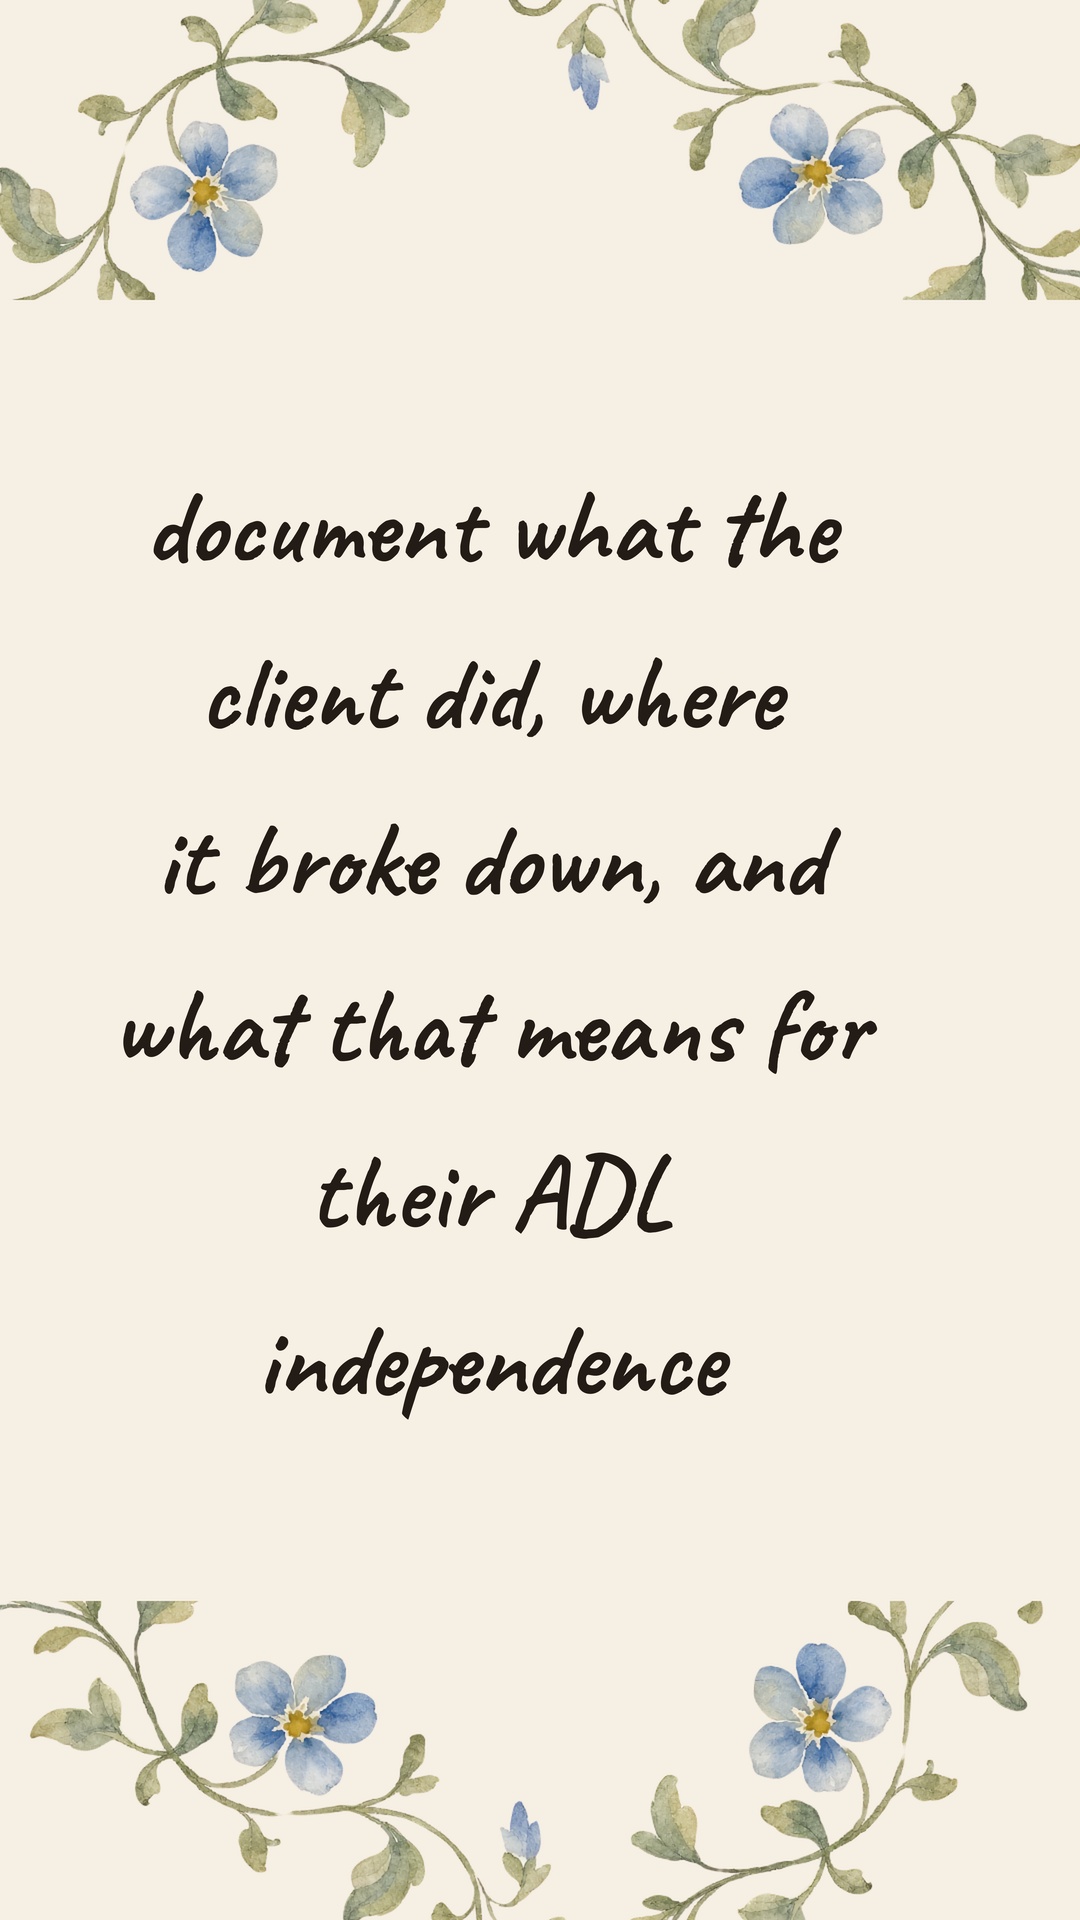 document what the
client did, where
it broke down, and
what that means for
their ADL
independence